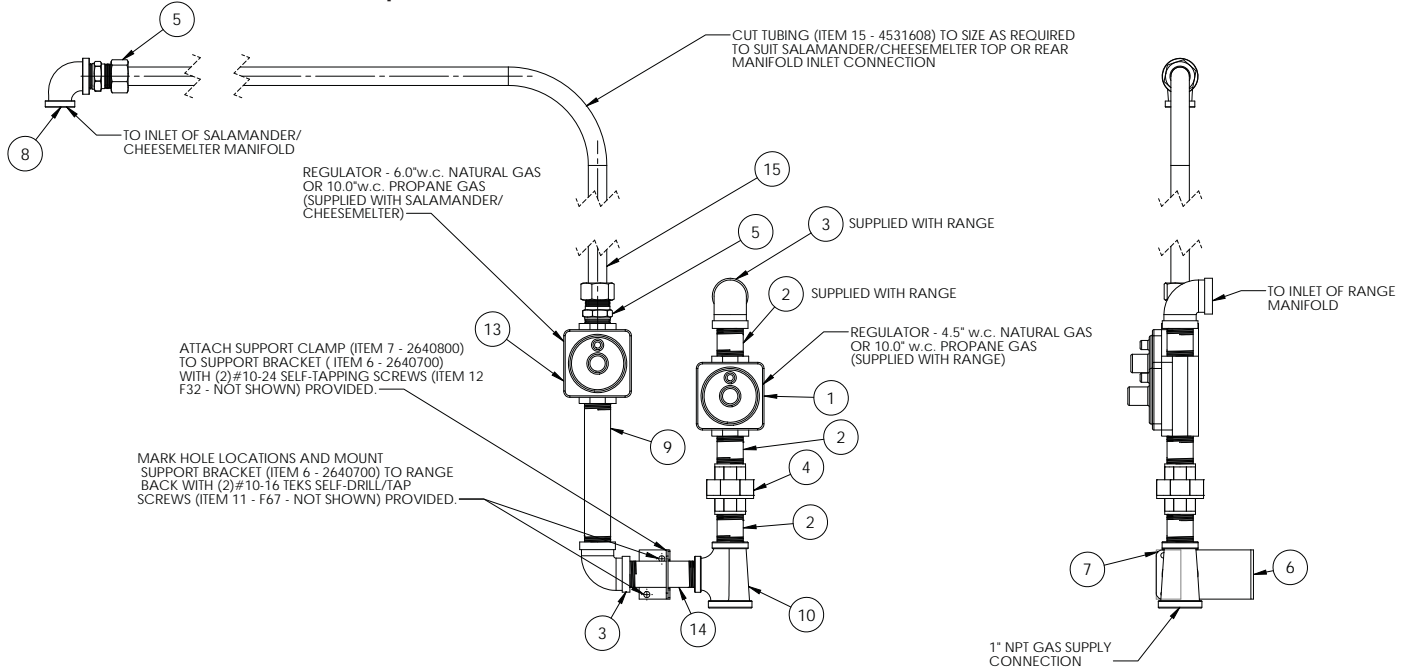 5
CUT TUBING (ITEM 15 - 4531608) TO SIZE AS REQUIRED
TO SUIT SALAMANDER/CHEESEMELTER TOP OR REAR
MANIFOLD INLET CONNECTION
8
TO INLET OF SALAMANDER/
CHEESEMELTER MANIFOLD
REGULATOR - 6.0"w.c. NATURAL GAS
OR 10.0"w.c. PROPANE GAS
(SUPPLIED WITH SALAMANDER/
CHEESEMELTER)
15
5
3
SUPPLIED WITH RANGE
2
SUPPLIED WITH RANGE
TO INLET OF RANGE
MANIFOLD
13
REGULATOR - 4.5" w.c. NATURAL GAS
OR 10.0" w.c. PROPANE GAS
(SUPPLIED WITH RANGE)
ATTACH SUPPORT CLAMP (ITEM 7 - 2640800)
TO SUPPORT BRACKET ( ITEM 6 - 2640700)
WITH (2)#10-24 SELF-TAPPING SCREWS (ITEM 12
F32 - NOT SHOWN) PROVIDED.
1
9
2
4
MARK HOLE LOCATIONS AND MOUNT
SUPPORT BRACKET (ITEM 6 - 2640700) TO RANGE
BACK WITH (2)#10-16 TEKS SELF-DRILL/TAP
SCREWS (ITEM 11 - F67 - NOT SHOWN) PROVIDED.
2
7
6
3
14
10
1" NPT GAS SUPPLY
CONNECTION